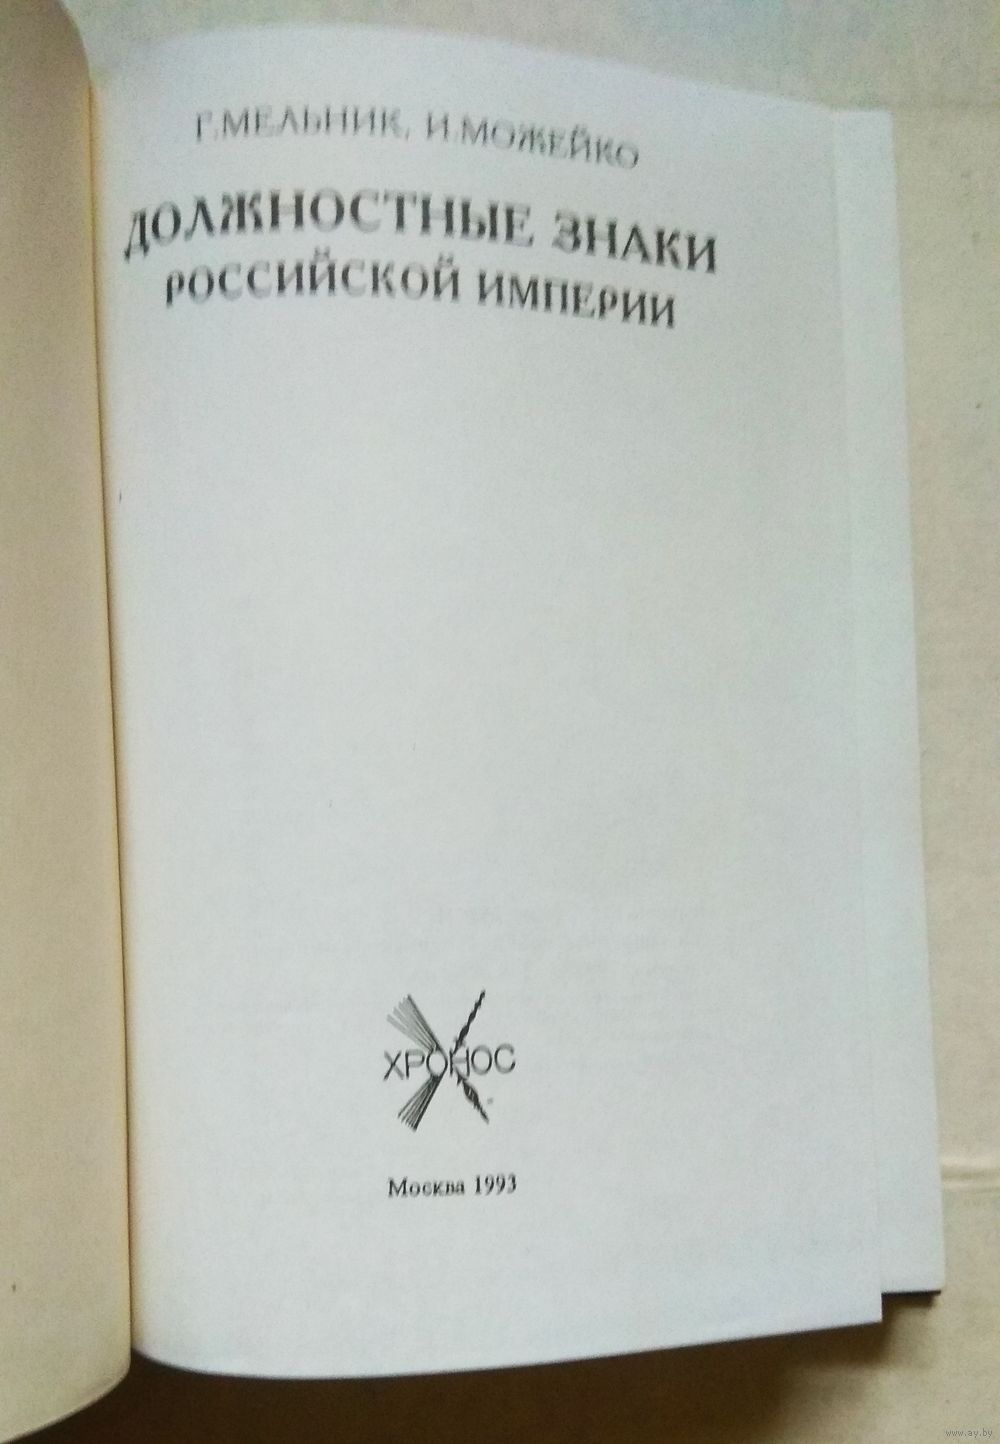 Г.МЕЛЬНИК, И.МОЖЕЙКО
ДОЛЖНОСТНЫЕ ЗНАКИ
РОССИЙСКОЙ ИМПЕРИИ
ХРОНОС
Москва 1993
www.ay.by